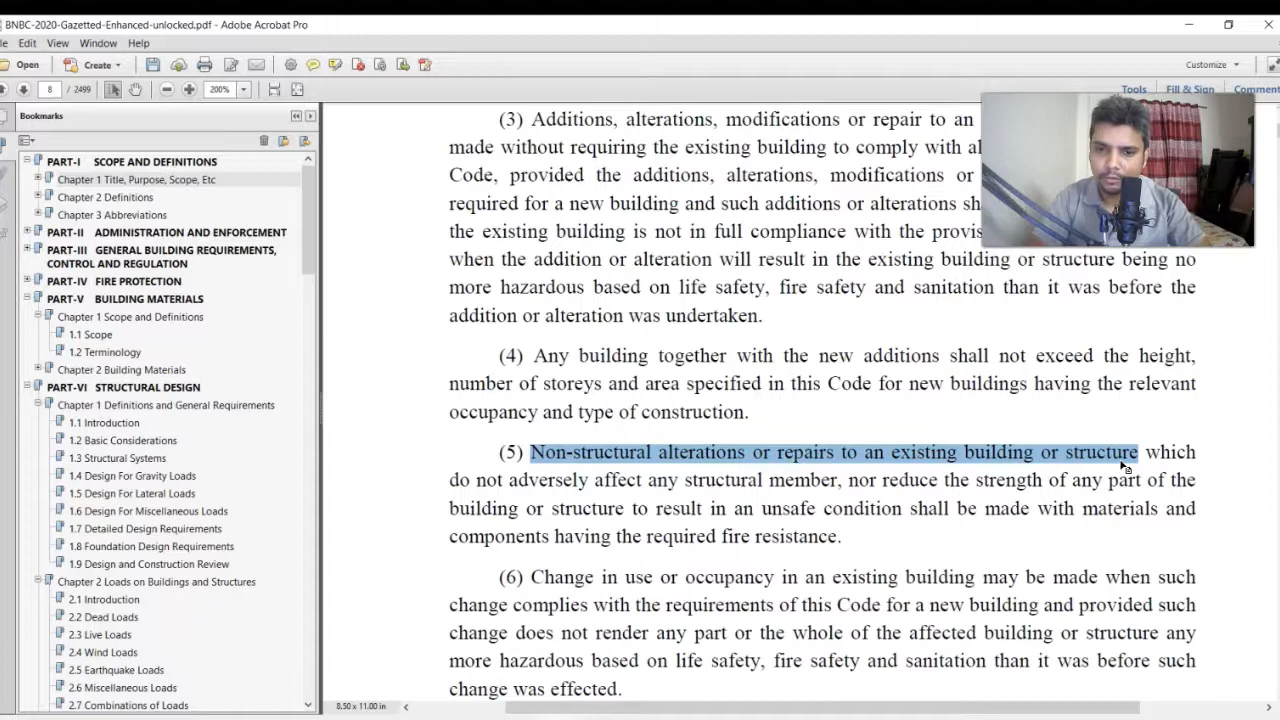 BNBC-2020-Gazetted-Enhanced-unlocked.pdf - Adobe Acrobat Pro
Edit View Window Help
Open Create Customize
8 / 2499 200% Tools Fill & Sign Comment
Bookmarks
PART-I SCOPE AND DEFINITIONS
Chapter 1 Title, Purpose, Scope, Etc
Chapter 2 Definitions
Chapter 3 Abbreviations
PART-II ADMINISTRATION AND ENFORCEMENT
PART-III GENERAL BUILDING REQUIREMENTS,
CONTROL AND REGULATION
PART-IV FIRE PROTECTION
PART-V BUILDING MATERIALS
Chapter 1 Scope and Definitions
1.1 Scope
1.2 Terminology
Chapter 2 Building Materials
PART-VI STRUCTURAL DESIGN
Chapter 1 Definitions and General Requirements
1.1 Introduction
1.2 Basic Considerations
1.3 Structural Systems
1.4 Design For Gravity Loads
1.5 Design For Lateral Loads
1.6 Design For Miscellaneous Loads
1.7 Detailed Design Requirements
1.8 Foundation Design Requirements
1.9 Design and Construction Review
Chapter 2 Loads on Buildings and Structures
2.1 Introduction
2.2 Dead Loads
2.3 Live Loads
2.4 Wind Loads
2.5 Earthquake Loads
2.6 Miscellaneous Loads
2.7 Combinations of Loads
(3) Additions, alterations, modifications or repair to an
made without requiring the existing building to comply with
Code, provided the additions, alterations, modifications or
required for a new building and such additions or alterations
the existing building is not in full compliance with the
when the addition or alteration will result in the existing building or structure being no
more hazardous based on life safety, fire safety and sanitation than it was before the
addition or alteration was undertaken.
(4) Any building together with the new additions shall not exceed the height,
number of storeys and area specified in this Code for new buildings having the relevant
occupancy and type of construction.
(5) Non-structural alterations or repairs to an existing building or structure which
do not adversely affect any structural member, nor reduce the strength of any part of the
building or structure to result in an unsafe condition shall be made with materials and
components having the required fire resistance.
(6) Change in use or occupancy in an existing building may be made when such
change complies with the requirements of this Code for a new building and provided such
change does not render any part or the whole of the affected building or structure any
more hazardous based on life safety, fire safety and sanitation than it was before such
change was effected.
8.50 x 11.00 in